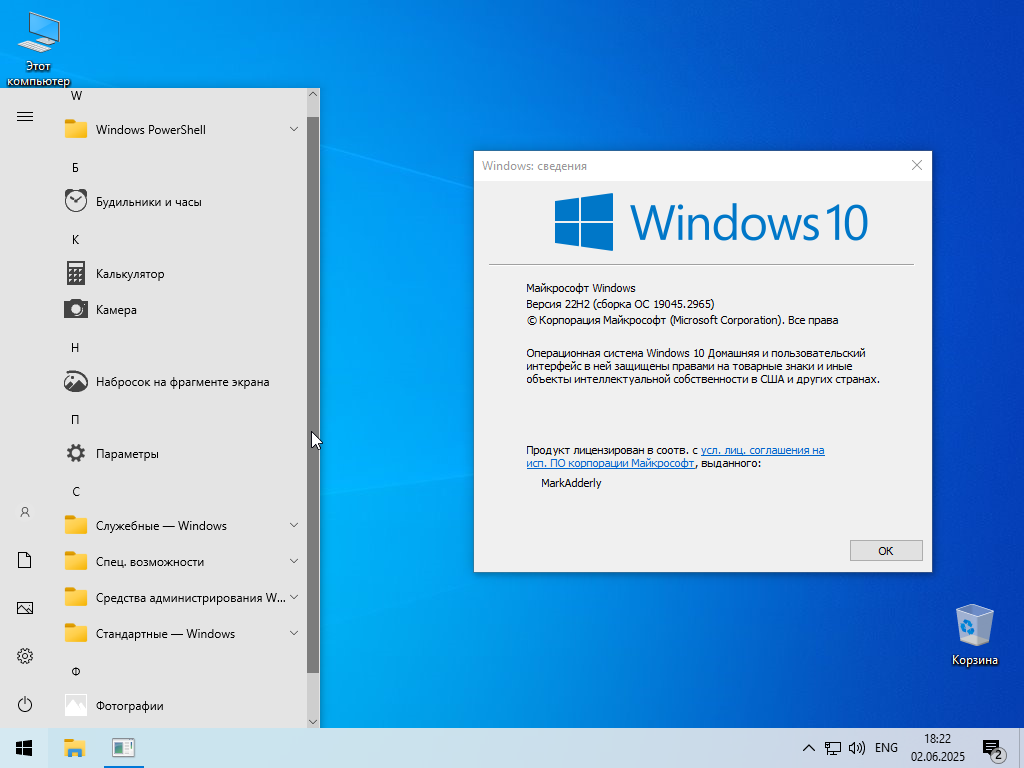 Этот
компьютер
W
Windows PowerShell
Б
Будильники и часы
К
Калькулятор
Камера
Н
Набросок на фрагменте экрана
П
Параметры
С
Служебные — Windows
Спец. возможности
Средства администрирования W...
Стандартные — Windows
Ф
Фотографии
Windows: сведения
Windows 10
Майкрософт Windows
Версия 22H2 (сборка ОС 19045.2965)
© Корпорация Майкрософт (Microsoft Corporation). Все права
Операционная система Windows 10 Домашняя и пользовательский
интерфейс в ней защищены правами на товарные знаки и иные
объекты интеллектуальной собственности в США и других странах.
Продукт лицензирован в соотв. с усл. лиц. соглашения на
исп. ПО корпорации Майкрософт, выданного:
MarkAdderly
ОК
Корзина
ENG
18:22
02.06.2025
2